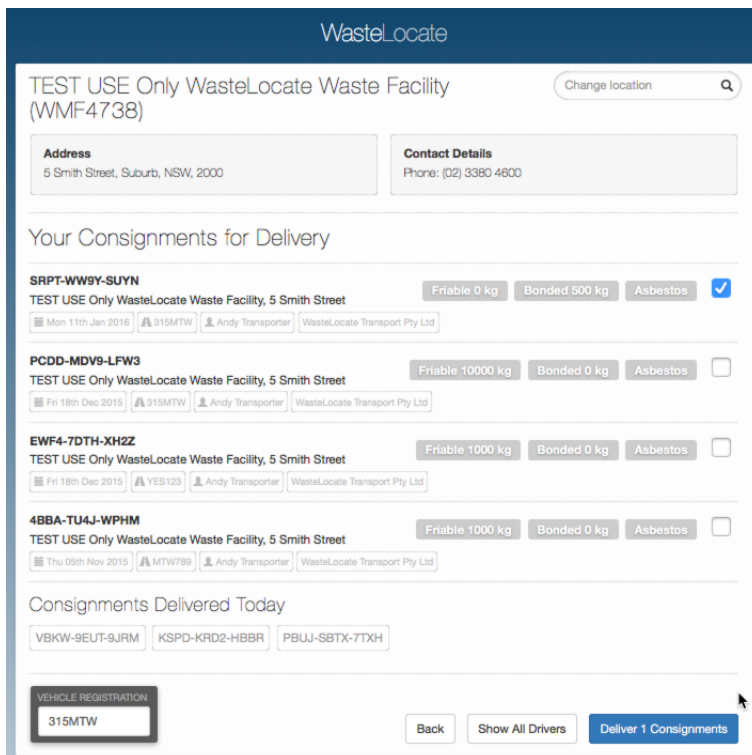 WasteLocate
TEST USE Only WasteLocate Waste Facility
(WMF4738)
Change location
Address
5 Smith Street, Suburb, NSW, 2000
Contact Details
Phone: (02) 3380 4600
Your Consignments for Delivery
SRPT-WW9Y-SUYN
Friable 0 kg Bonded 500 kg Asbestos
TEST USE Only WasteLocate Waste Facility, 5 Smith Street
Mon 11th Jan 2016 315MTW Andy Transporter WasteLocate Transport Pty Ltd
PCDD-MDV9-LFW3
Friable 10000 kg Bonded 0 kg Asbestos
TEST USE Only WasteLocate Waste Facility, 5 Smith Street
Fri 18th Dec 2015 315MTW Andy Transporter WasteLocate Transport Pty Ltd
EWF4-7DTH-XH2Z
Friable 1000 kg Bonded 0 kg Asbestos
TEST USE Only WasteLocate Waste Facility, 5 Smith Street
Fri 18th Dec 2015 YES123 Andy Transporter WasteLocate Transport Pty Ltd
4BBA-TU4J-WPHM
Friable 1000 kg Bonded 0 kg Asbestos
TEST USE Only WasteLocate Waste Facility, 5 Smith Street
Thu 05th Nov 2015 MTW789 Andy Transporter WasteLocate Transport Pty Ltd
Consignments Delivered Today
VBKW-9EUT-9JRM KSPD-KRD2-HBBR PBUJ-SBTX-7TXH
VEHICLE REGISTRATION
315MTW
Back Show All Drivers Deliver 1 Consignments